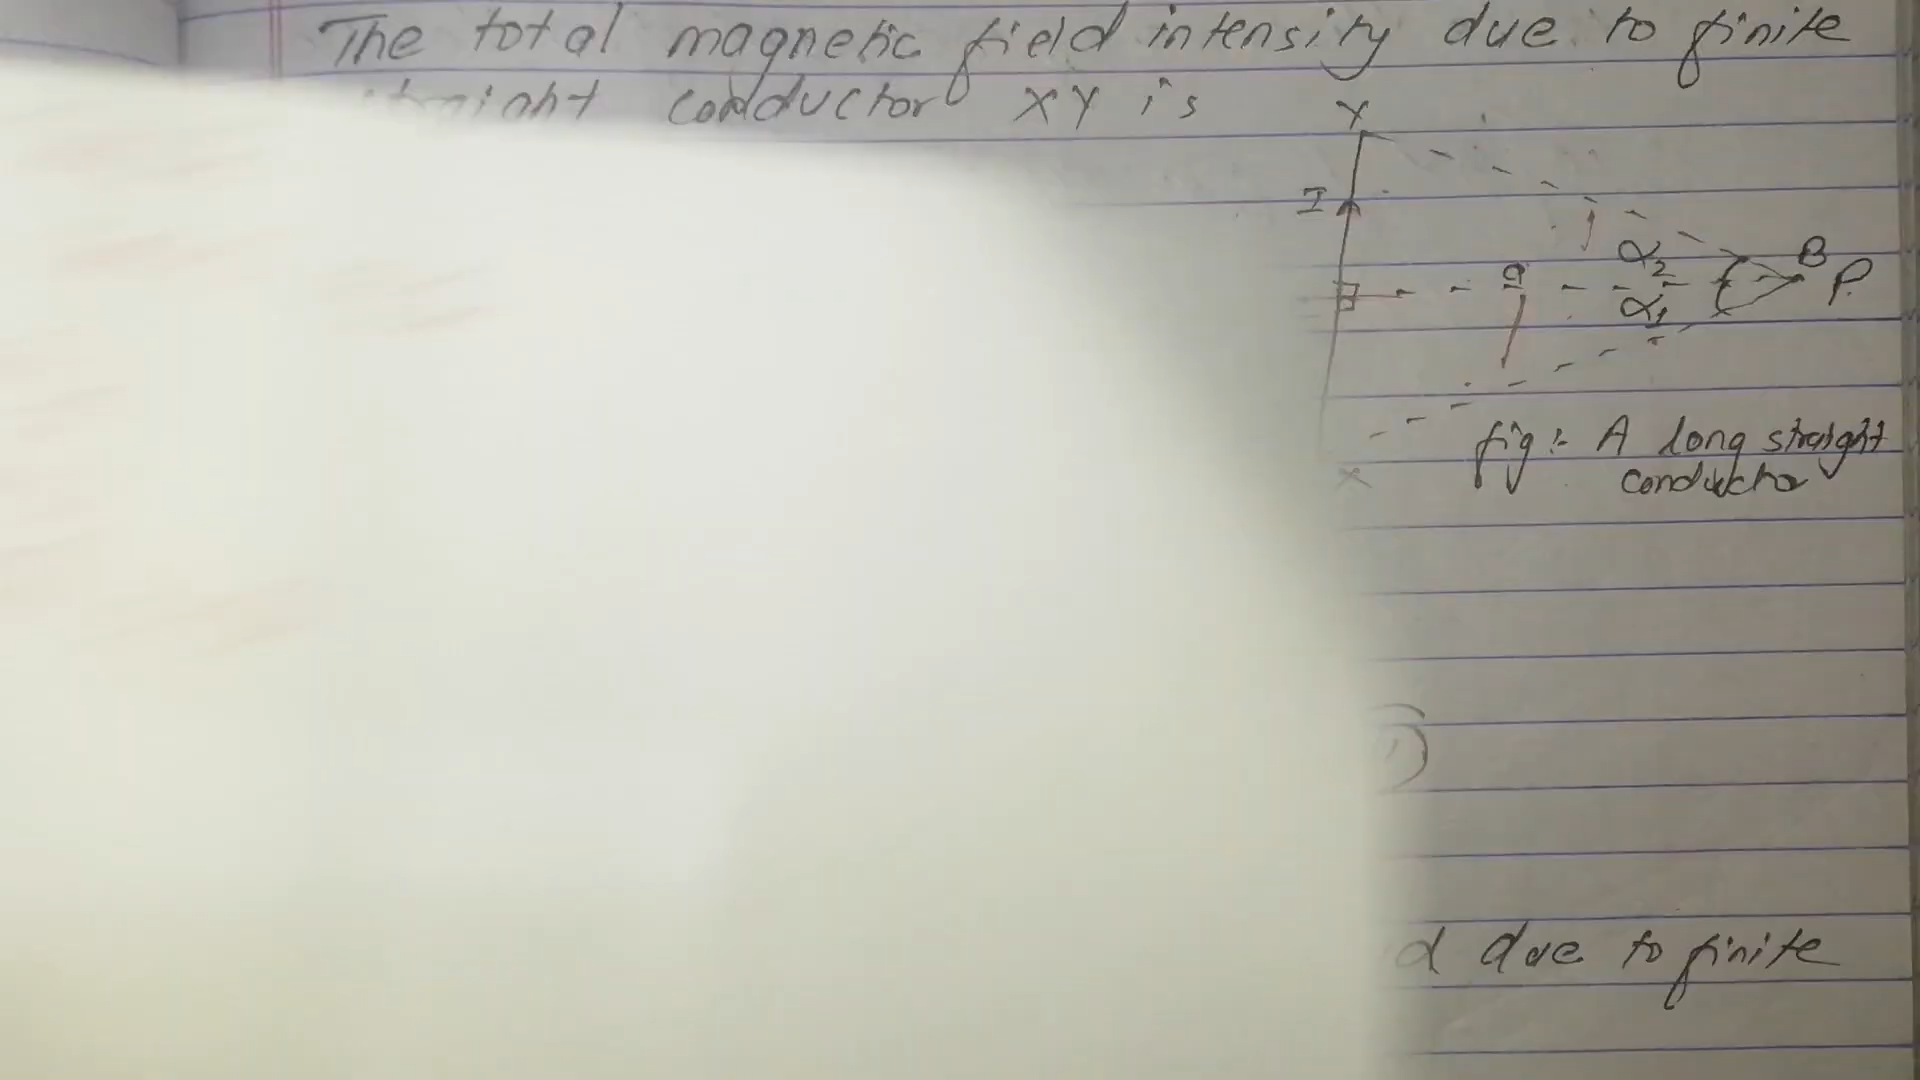 The total magnetic field intensity due to finite
straight conductor XY is
Y
I
a
α2
α1
B
P
X
fig :- A long straight
conductor
d due to finite